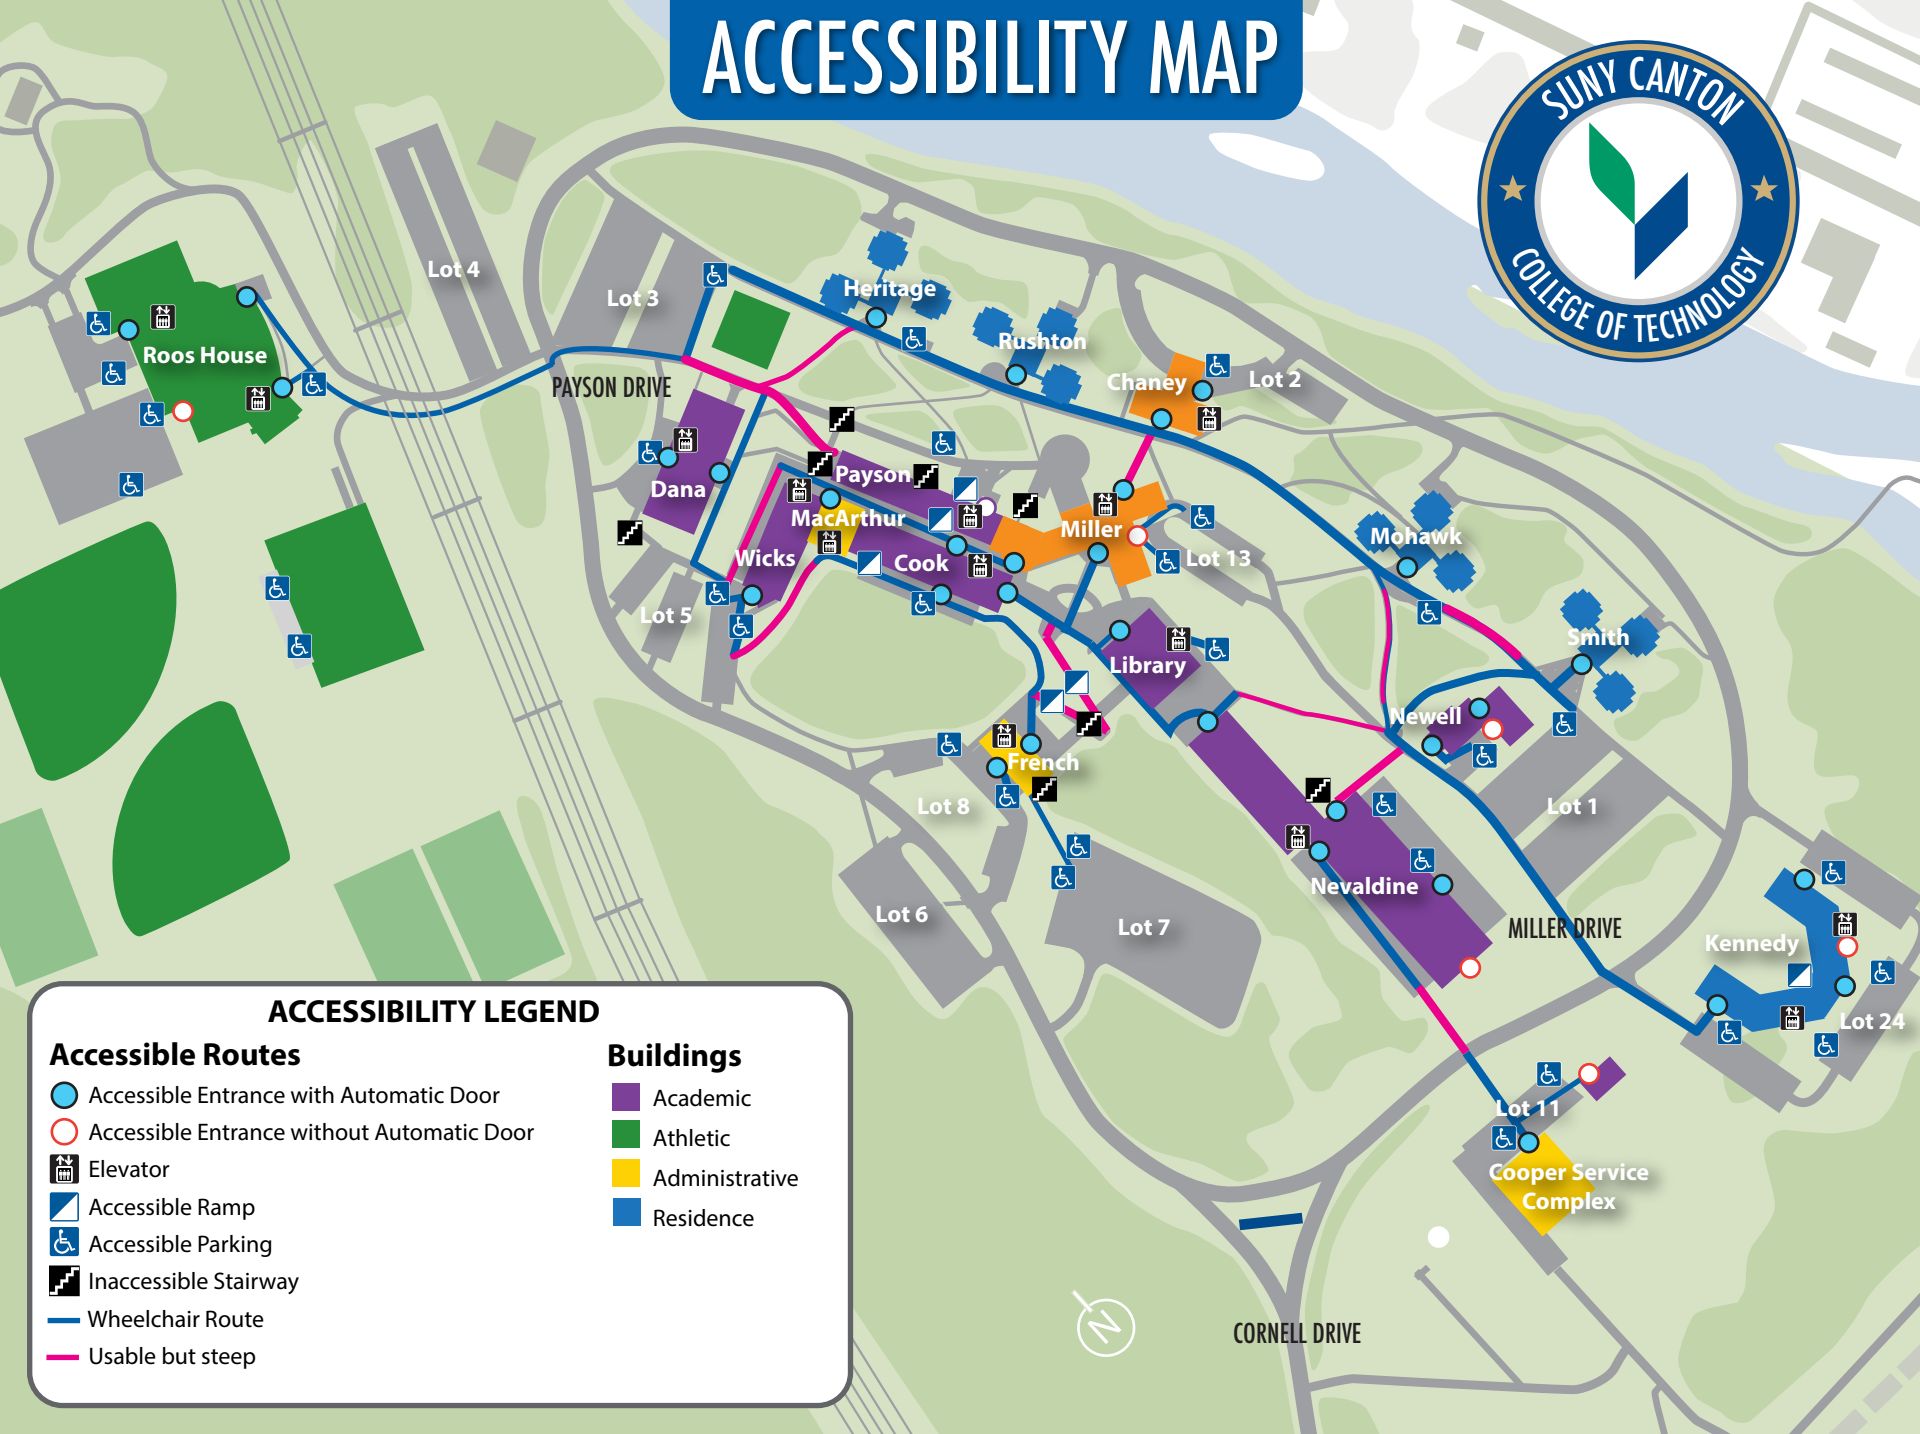 ACCESSIBILITY MAP
SUNY CANTON
COLLEGE OF TECHNOLOGY
Lot 4
Lot 3
Heritage
Rushton
Chaney
Lot 2
Roos House
PAYSON DRIVE
Dana
Payson
MacArthur
Wicks
Cook
Miller
Lot 13
Mohawk
Lot 5
Library
Smith
Newell
French
Lot 8
Lot 1
Nevaldine
Lot 6
Lot 7
MILLER DRIVE
Kennedy
Lot 24
Lot 11
Cooper Service
Complex
CORNELL DRIVE
N
ACCESSIBILITY LEGEND
Accessible Routes
Accessible Entrance with Automatic Door
Accessible Entrance without Automatic Door
Elevator
Accessible Ramp
Accessible Parking
Inaccessible Stairway
Wheelchair Route
Usable but steep
Buildings
Academic
Athletic
Administrative
Residence